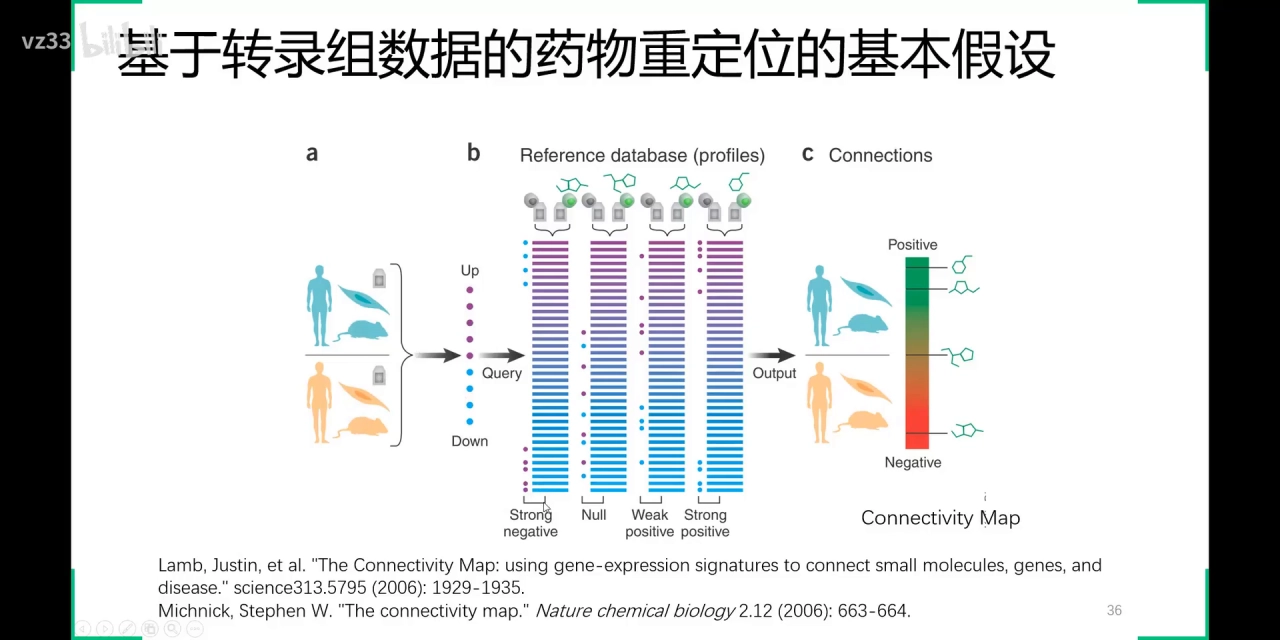 vz33 bilibili
基于转录组数据的药物重定位的基本假设
a
b
Reference database (profiles)
c
Connections
Up
Down
Query
Strong negative
Null
Weak positive
Strong positive
Output
Positive
Negative
Connectivity Map
Lamb, Justin, et al. "The Connectivity Map: using gene-expression signatures to connect small molecules, genes, and
disease." science313.5795 (2006): 1929-1935.
Michnick, Stephen W. "The connectivity map." Nature chemical biology 2.12 (2006): 663-664.
36